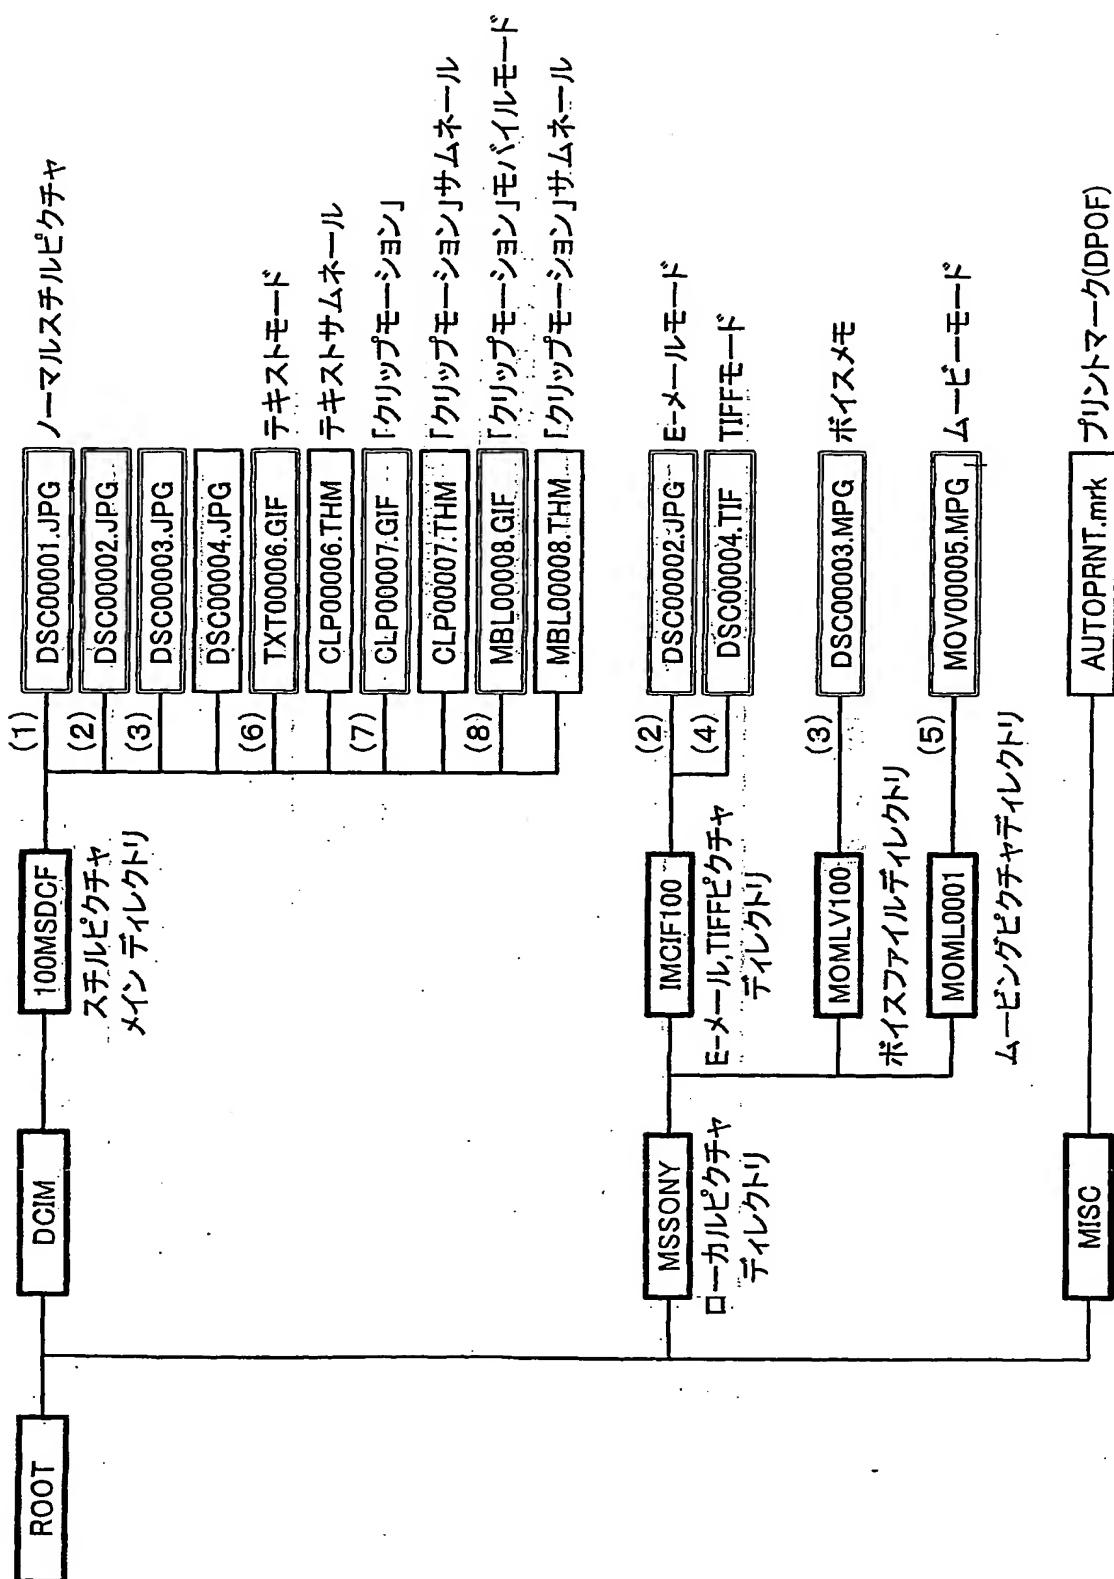 ROOT
DCIM
100MSDCF
スチルピクチャ
メイン ディレクトリ
(1)
DSC00001.JPG
ノーマルスチルピクチャ
(2)
DSC00002.JPG
(3)
DSC00003.JPG
DSC00004.JPG
(6)
TXT00006.GIF
テキストモード
CLP00006.THM
テキストサムネール
(7)
CLP00007.GIF
「クリップモーション」
CLP00007.THM
「クリップモーション」サムネール
(8)
MBL00008.GIF
「クリップモーション」モバイルモード
MBL00008.THM
「クリップモーション」サムネール
MSSONY
ローカルピクチャ
ディレクトリ
IMCIF100
E-メール,TIFFピクチャ
ディレクトリ
(2)
DSC00002.JPG
E-メールモード
(4)
DSC00004.TIF
TIFFモード
MOMLV100
ボイスファイルディレクトリ
(3)
DSC00003.MPG
ボイスメモ
MOML0001
ムービングピクチャディレクトリ
(5)
MOV00005.MPG
ムービーモード
MISC
AUTOPRNT.mrk
プリントマーク(DPOF)